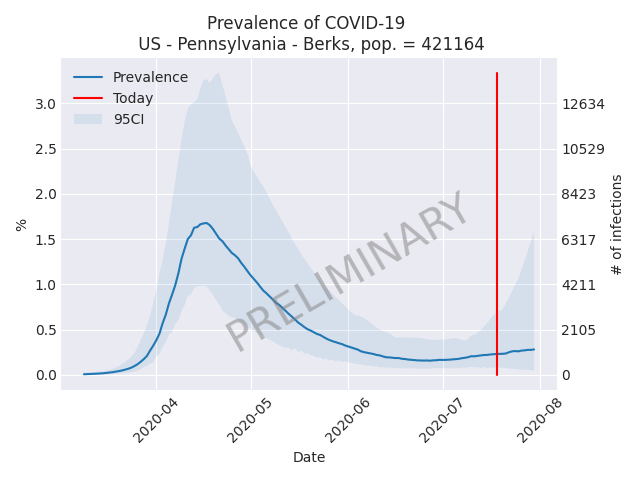 Prevalence of COVID-19
US - Pennsylvania - Berks, pop. = 421164
Prevalence
Today
95CI
3.0
2.5
2.0
1.5
1.0
0.5
0.0
%
12634
10529
8423
6317
4211
2105
0
# of infections
PRELIMINARY
2020-04
2020-05
2020-06
2020-07
2020-08
Date